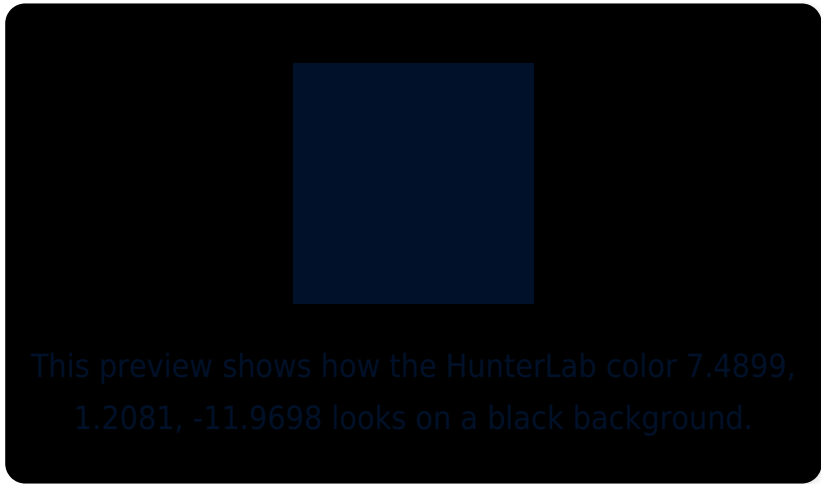 This preview shows how the HunterLab color 7.4899,
1.2081, -11.9698 looks on a black background.